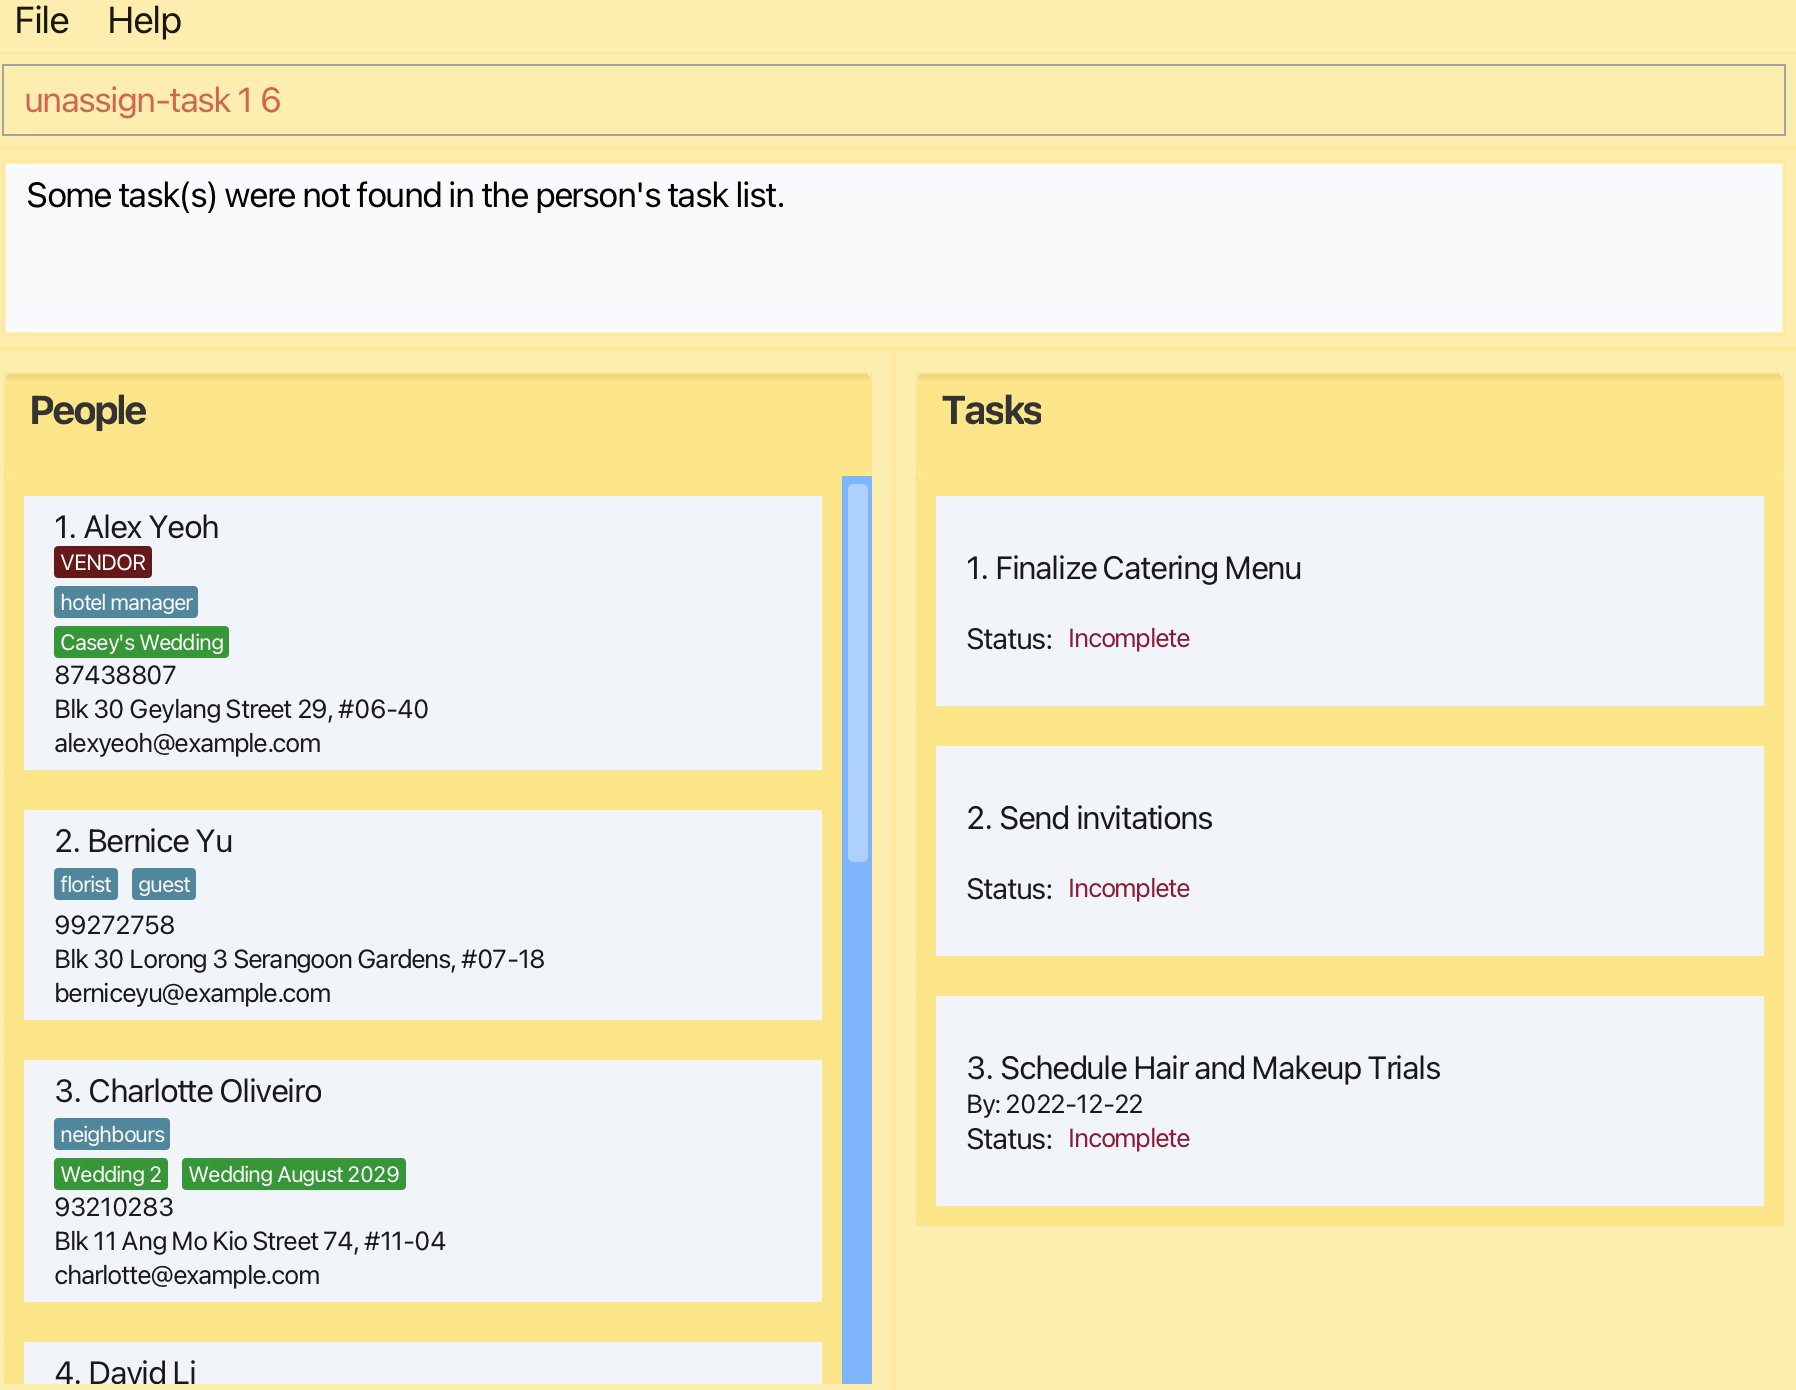 File Help
unassign-task 1 6
Some task(s) were not found in the person's task list.
People
1. Alex Yeoh
VENDOR
hotel manager
Casey's Wedding
87438807
Blk 30 Geylang Street 29, #06-40
alexyeoh@example.com
2. Bernice Yu
florist guest
99272758
Blk 30 Lorong 3 Serangoon Gardens, #07-18
berniceyu@example.com
3. Charlotte Oliveiro
neighbours
Wedding 2 Wedding August 2029
93210283
Blk 11 Ang Mo Kio Street 74, #11-04
charlotte@example.com
4. David Li
Tasks
1. Finalize Catering Menu
Status: Incomplete
2. Send invitations
Status: Incomplete
3. Schedule Hair and Makeup Trials
By: 2022-12-22
Status: Incomplete